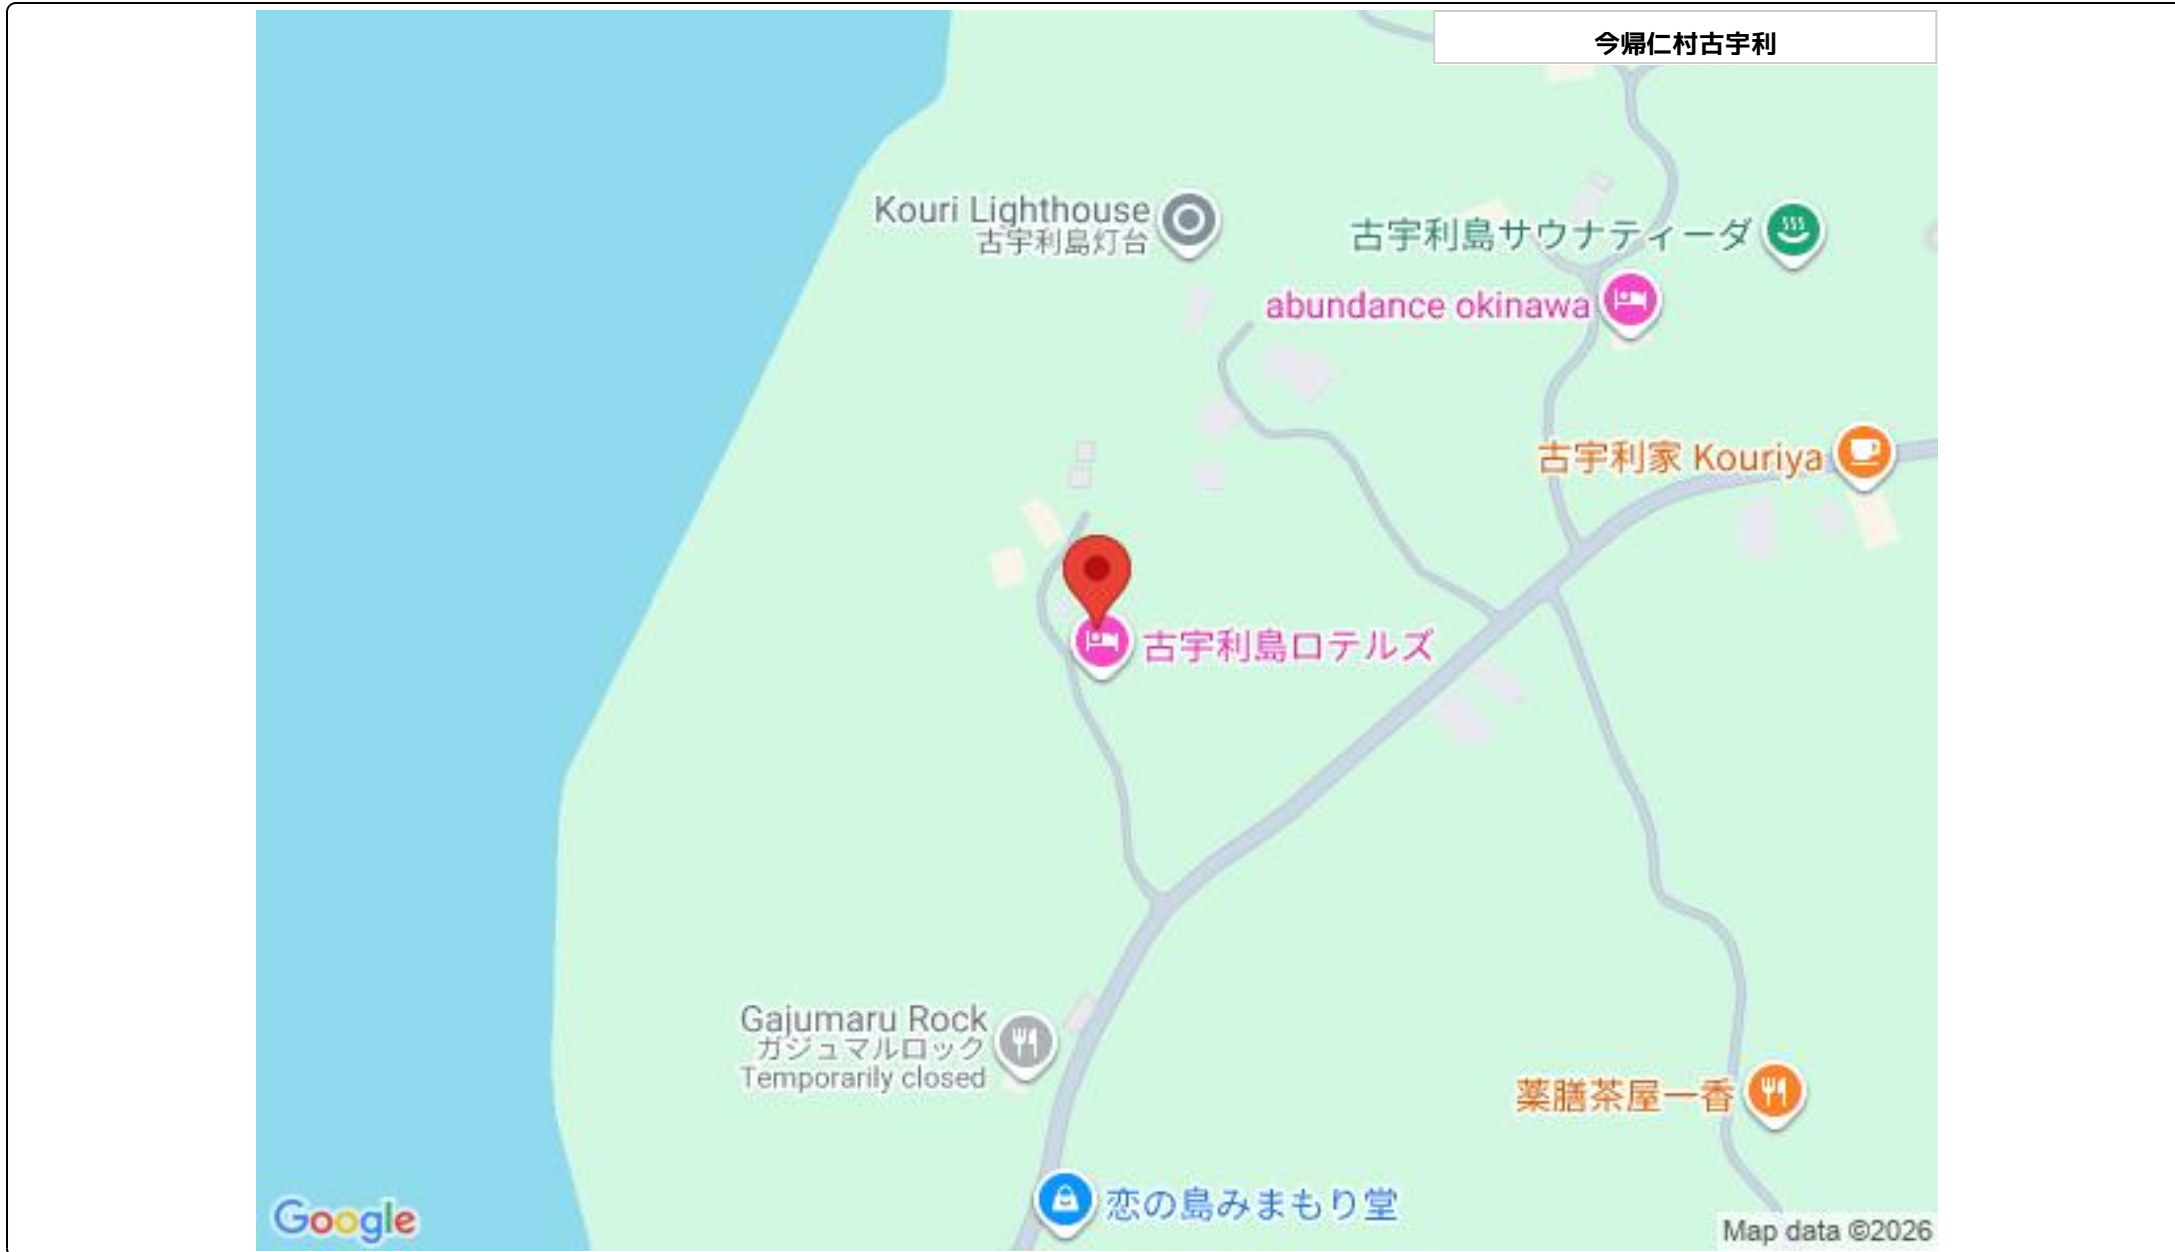 今帰仁村古宇利
Kouri Lighthouse
古宇利島灯台
古宇利島サウナティーダ
abundance okinawa
古宇利家 Kouriya
古宇利島ロテルズ
Gajumaru Rock
ガジュマルロック
Temporarily closed
薬膳茶屋一香
恋の島みまもり堂
Google
Map data ©2026